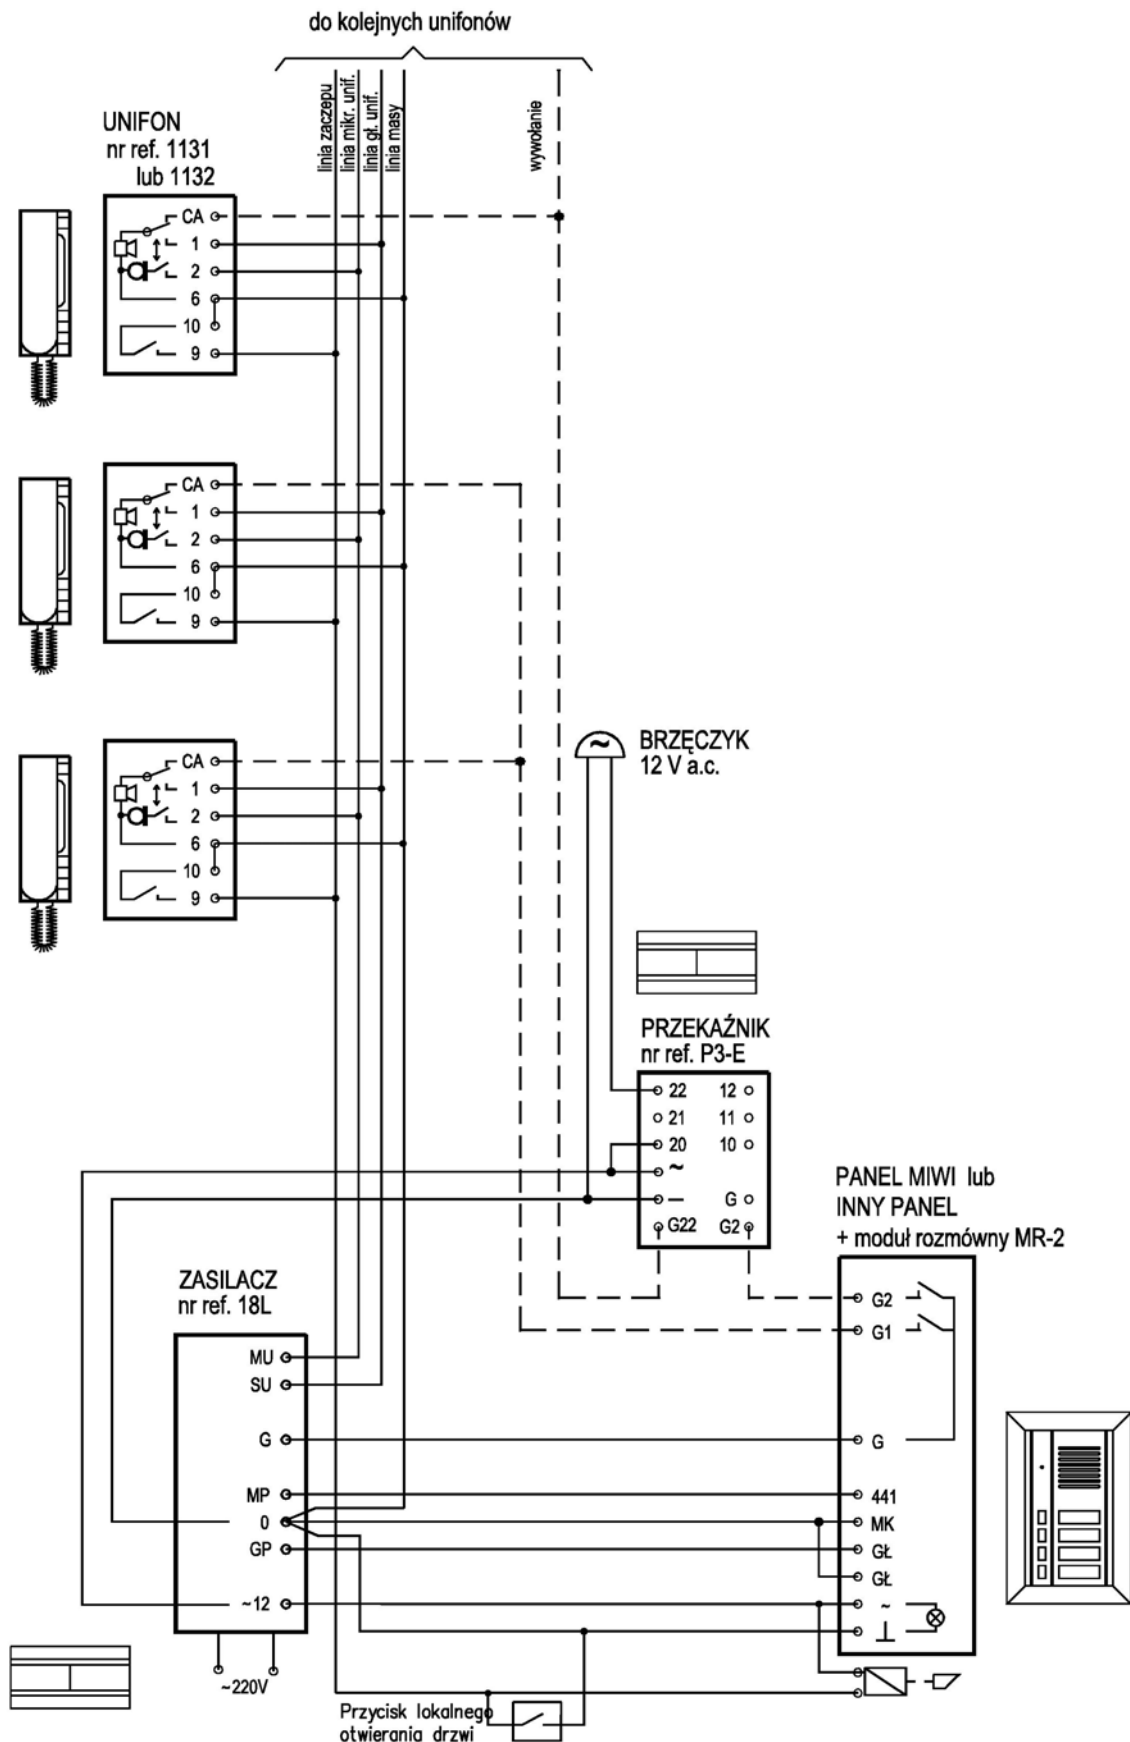 do kolejnych unifonów
linia zaczepu
linia mikr. unif.
linia gł. unif.
linia masy
wywołanie
UNIFON
nr ref. 1131
lub 1132
CA
1
2
6
10
9
CA
1
2
6
10
9
CA
1
2
6
10
9
~
BRZĘCZYK
12 V a.c.
PRZEKAŹNIK
nr ref. P3-E
22 12
21 11
20 10
~
— G
G22 G2
PANEL MIWI lub
INNY PANEL
+ moduł rozmówny MR-2
G2
G1
G
441
MK
GŁ
GŁ
~
ZASILACZ
nr ref. 18L
MU
SU
G
MP
0
GP
~12
~220V
Przycisk lokalnego
otwierania drzwi